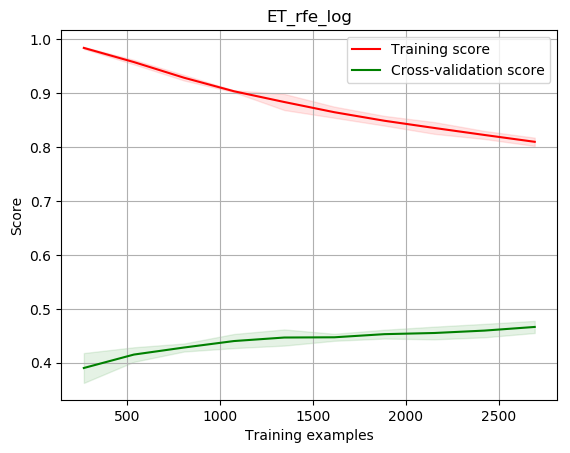 ET_rfe_log
Training score
Cross-validation score
1.0
0.9
0.8
0.7
0.6
0.5
0.4
Score
500
1000
1500
2000
2500
Training examples